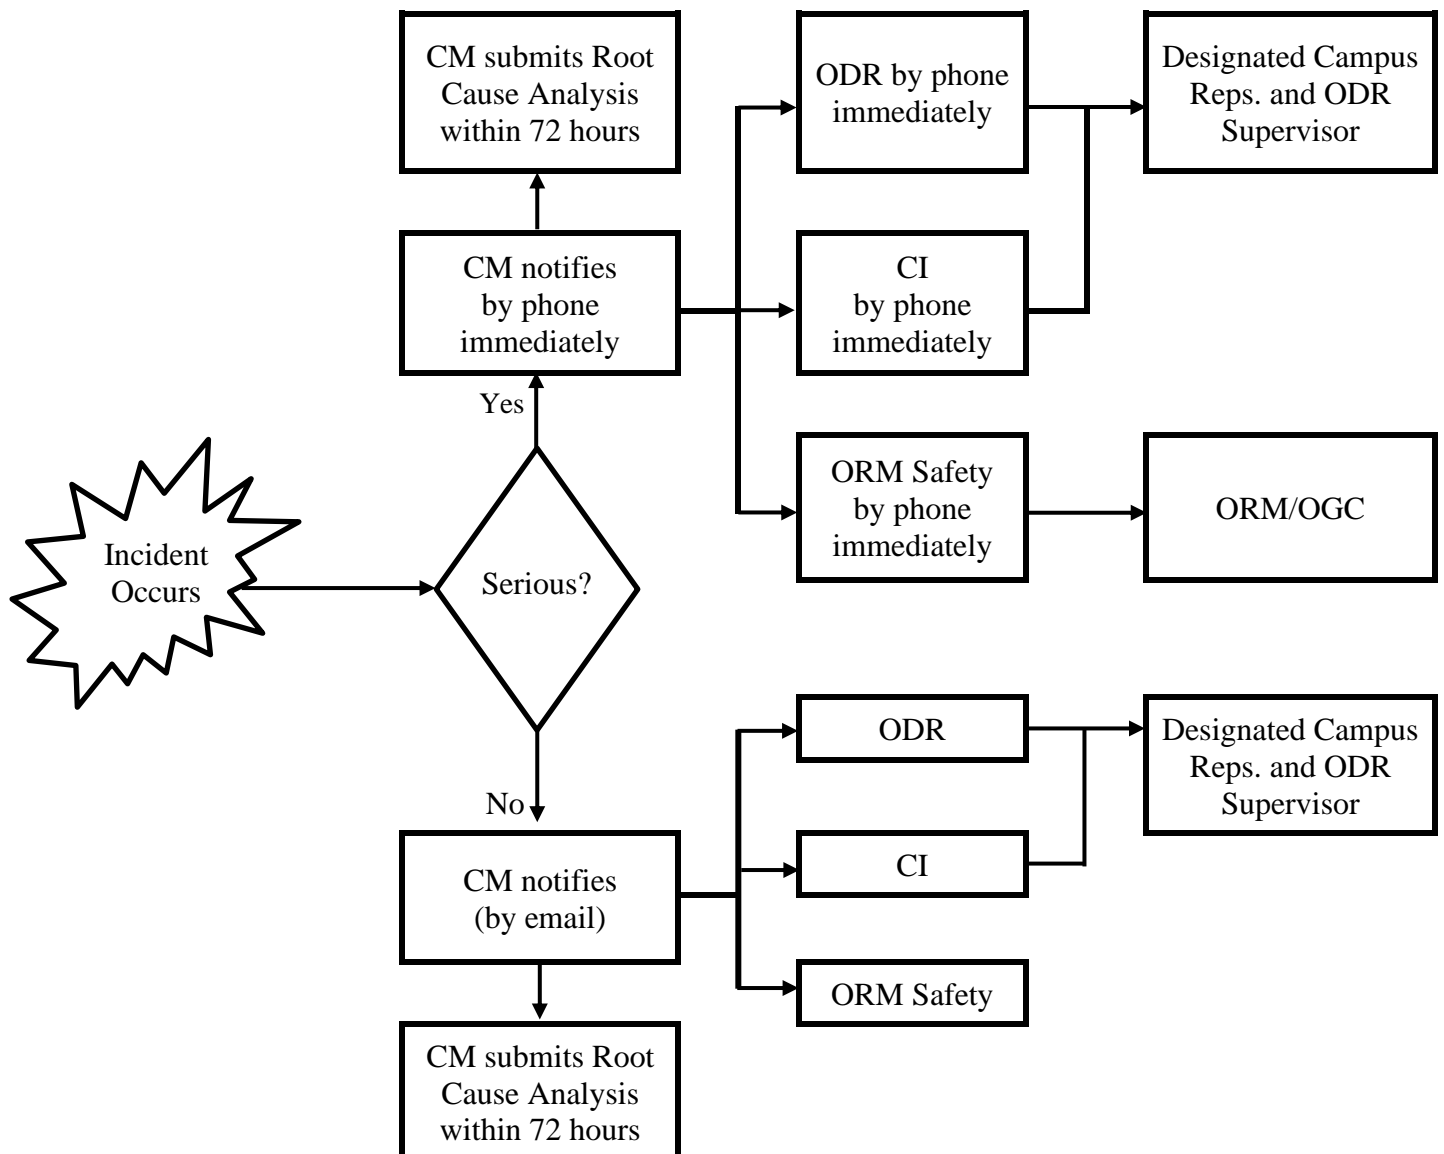 CM submits Root
Cause Analysis
within 72 hours
ODR by phone
immediately
Designated Campus
Reps. and ODR
Supervisor
CM notifies
by phone
immediately
CI
by phone
immediately
Yes
ORM Safety
by phone
immediately
ORM/OGC
Incident
Occurs
Serious?
No
ODR
Designated Campus
Reps. and ODR
Supervisor
CM notifies
(by email)
CI
ORM Safety
CM submits Root
Cause Analysis
within 72 hours